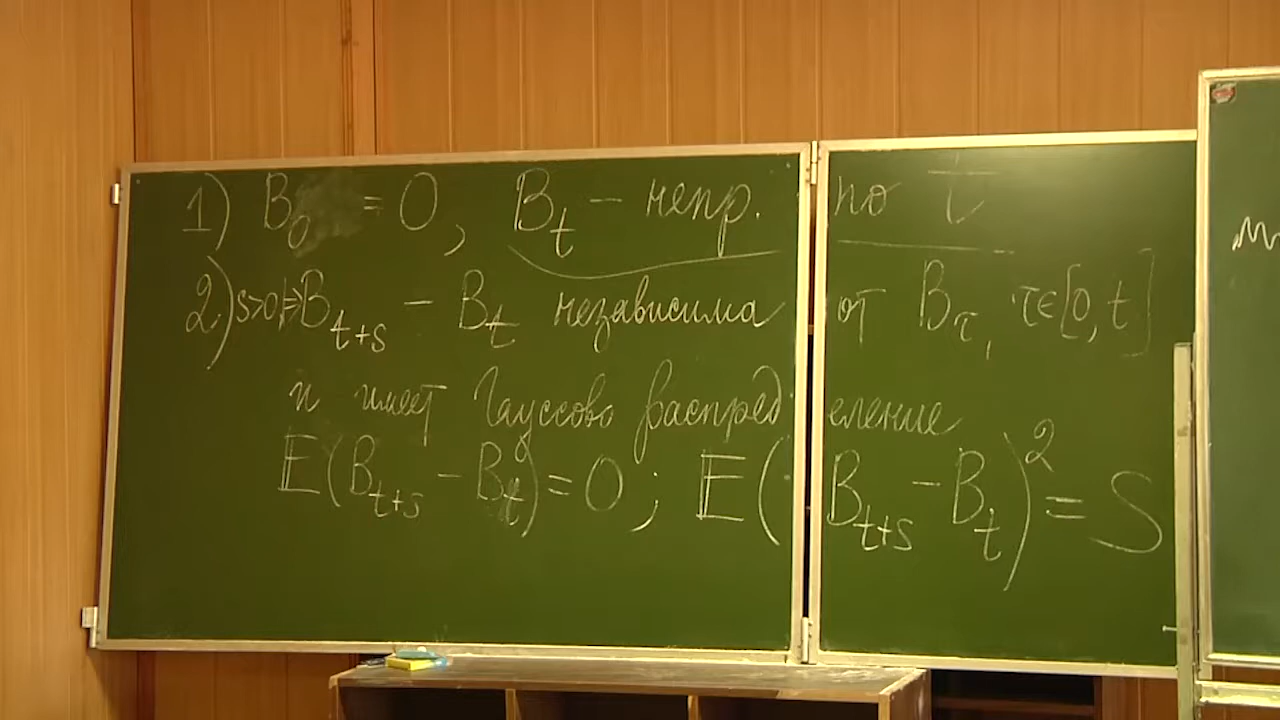 1) B₀ = 0, B_t – непр. по t
2) s>0 ⇒ B_{t+s} – B_t независима от B_τ, τ∈[0,t]
и имеет Гауссово распределение
𝔼(B_{t+s} – B_t) = 0; 𝔼(B_{t+s} – B_t)² = S